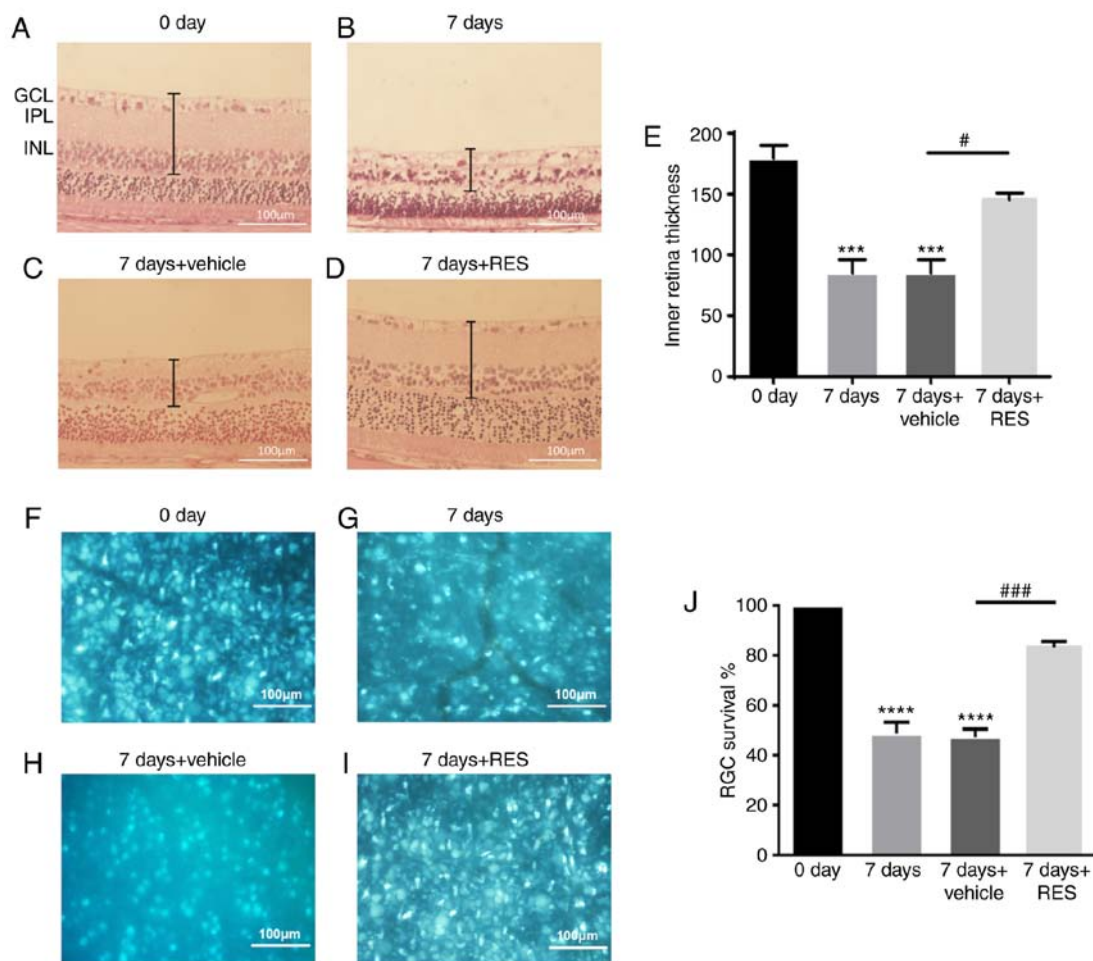 A
0 day
B
7 days
GCL
IPL
INL
100μm
100μm
C
7 days+vehicle
D
7 days+RES
100μm
100μm
E
Inner retina thickness
200
150
100
50
0
***
***
#
0 day
7 days
7 days+
vehicle
7 days+
RES
F
0 day
G
7 days
100μm
100μm
H
7 days+vehicle
I
7 days+RES
100μm
100μm
J
RGC survival %
100
80
60
40
20
0
****
****
###
0 day
7 days
7 days+
vehicle
7 days+
RES